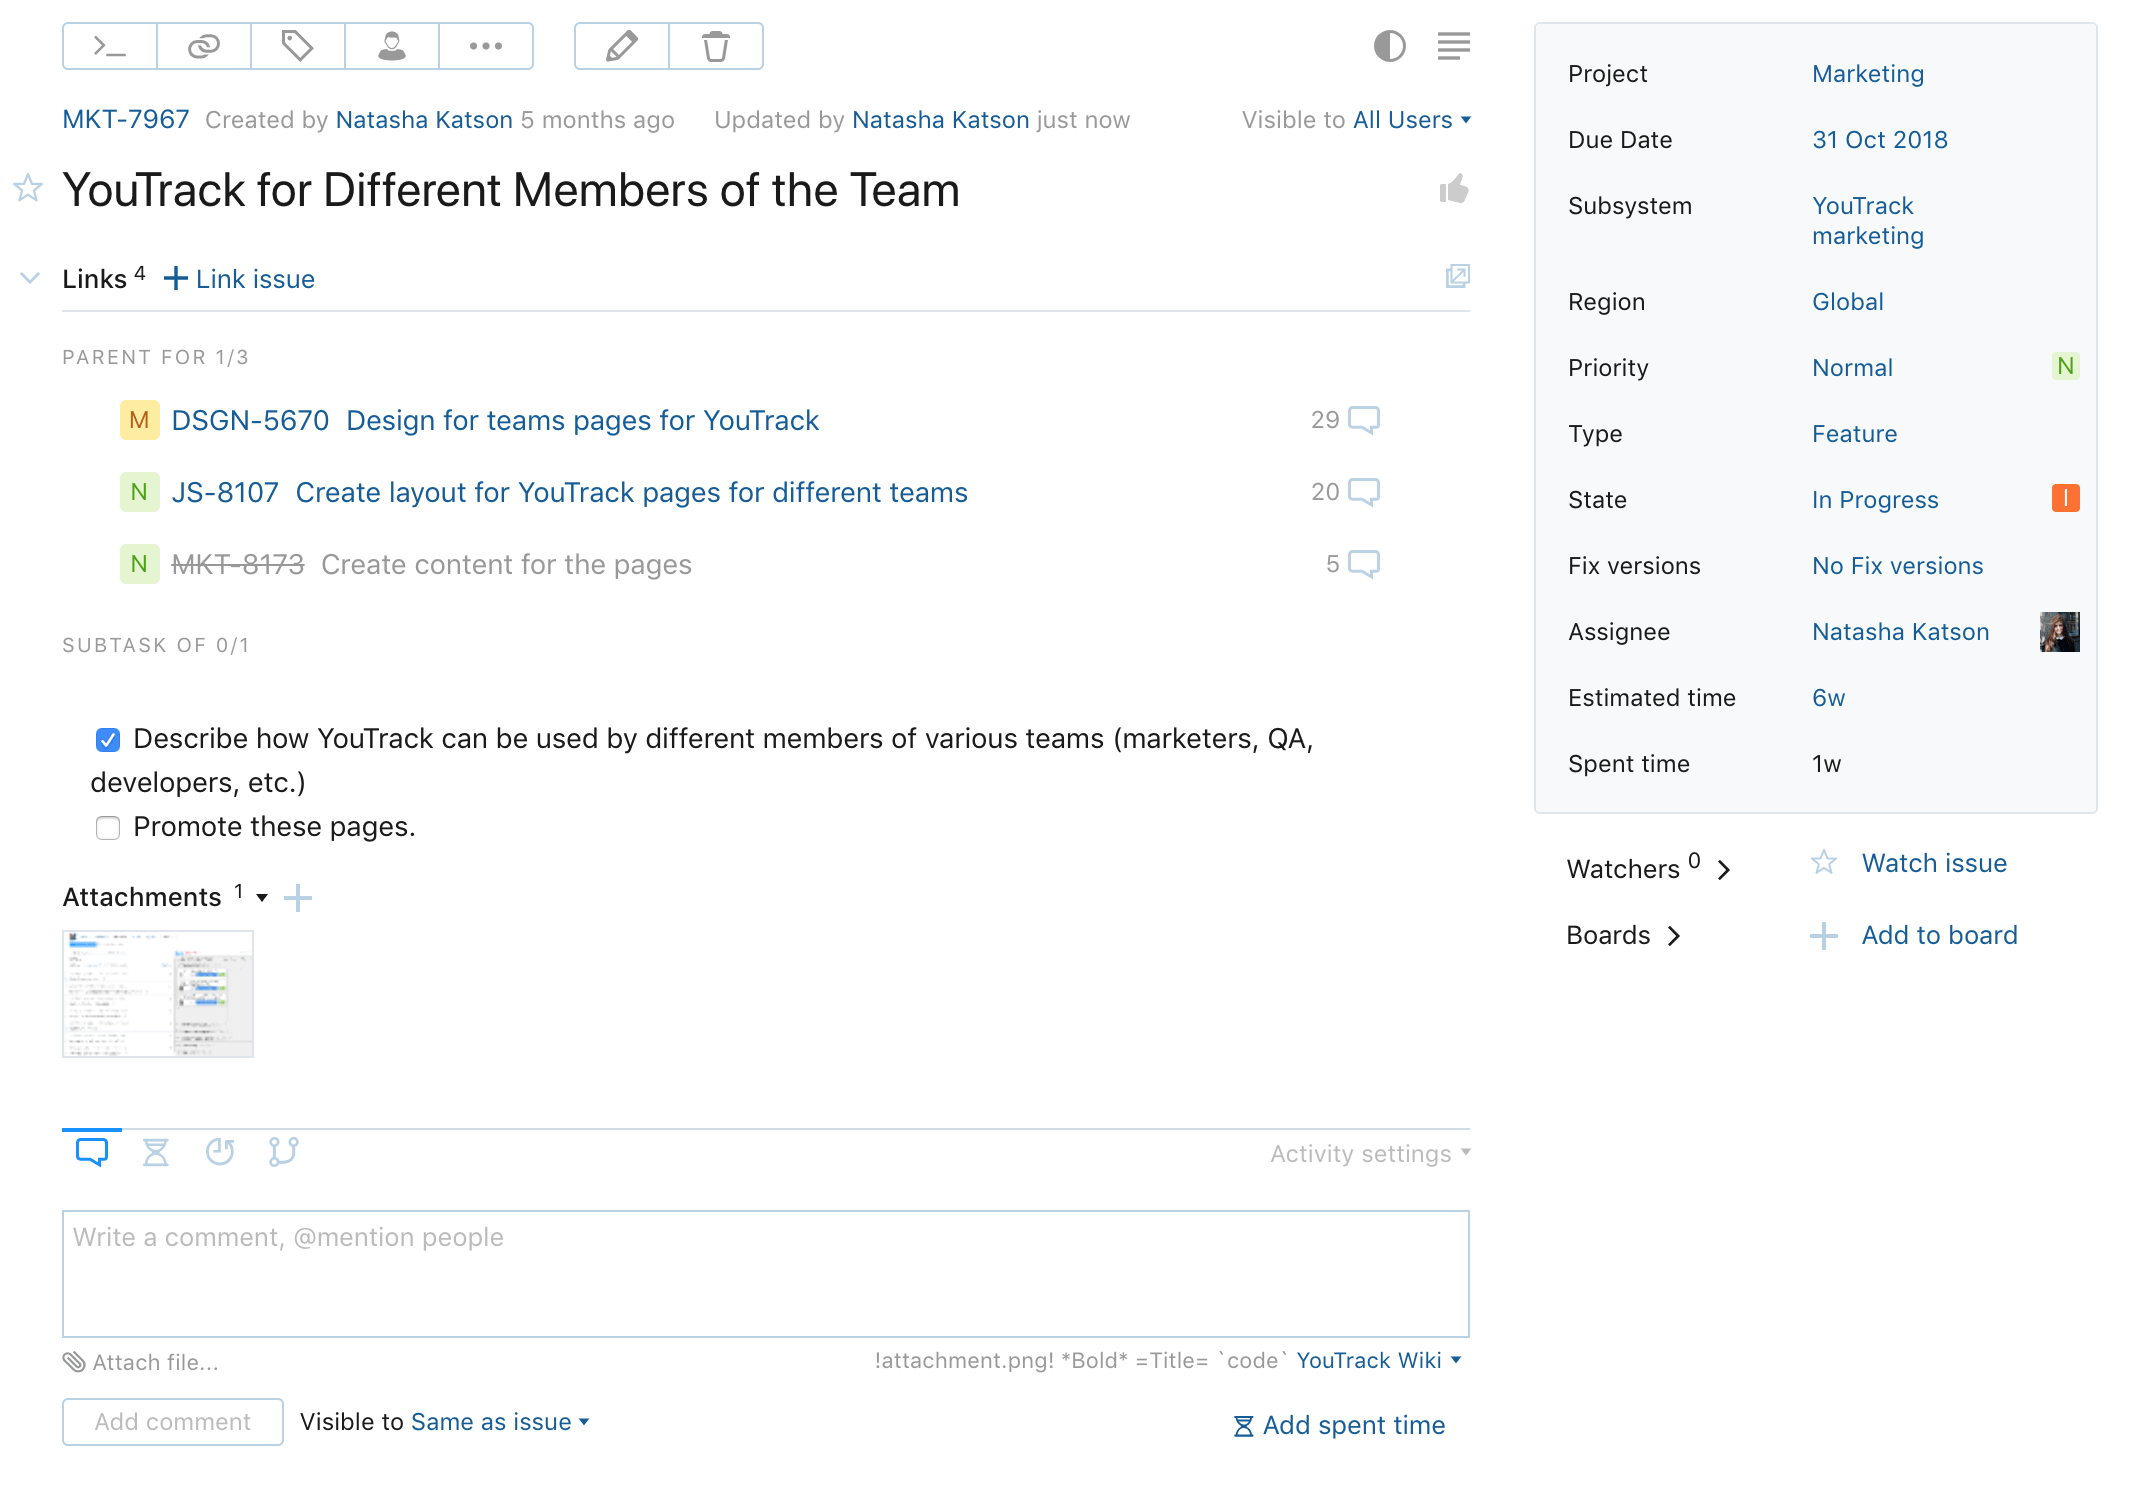 MKT-7967 Created by Natasha Katson 5 months ago Updated by Natasha Katson just now Visible to All Users
YouTrack for Different Members of the Team
Links 4 Link issue
PARENT FOR 1/3
M DSGN-5670 Design for teams pages for YouTrack 29
N JS-8107 Create layout for YouTrack pages for different teams 20
N MKT-8173 Create content for the pages 5
SUBTASK OF 0/1
Describe how YouTrack can be used by different members of various teams (marketers, QA,
developers, etc.)
Promote these pages.
Attachments 1
Activity settings
Write a comment, @mention people
Attach file... !attachment.png! *Bold* =Title= `code` YouTrack Wiki
Add comment Visible to Same as issue Add spent time
Project Marketing
Due Date 31 Oct 2018
Subsystem YouTrack
marketing
Region Global
Priority Normal N
Type Feature
State In Progress I
Fix versions No Fix versions
Assignee Natasha Katson
Estimated time 6w
Spent time 1w
Watchers 0 Watch issue
Boards Add to board